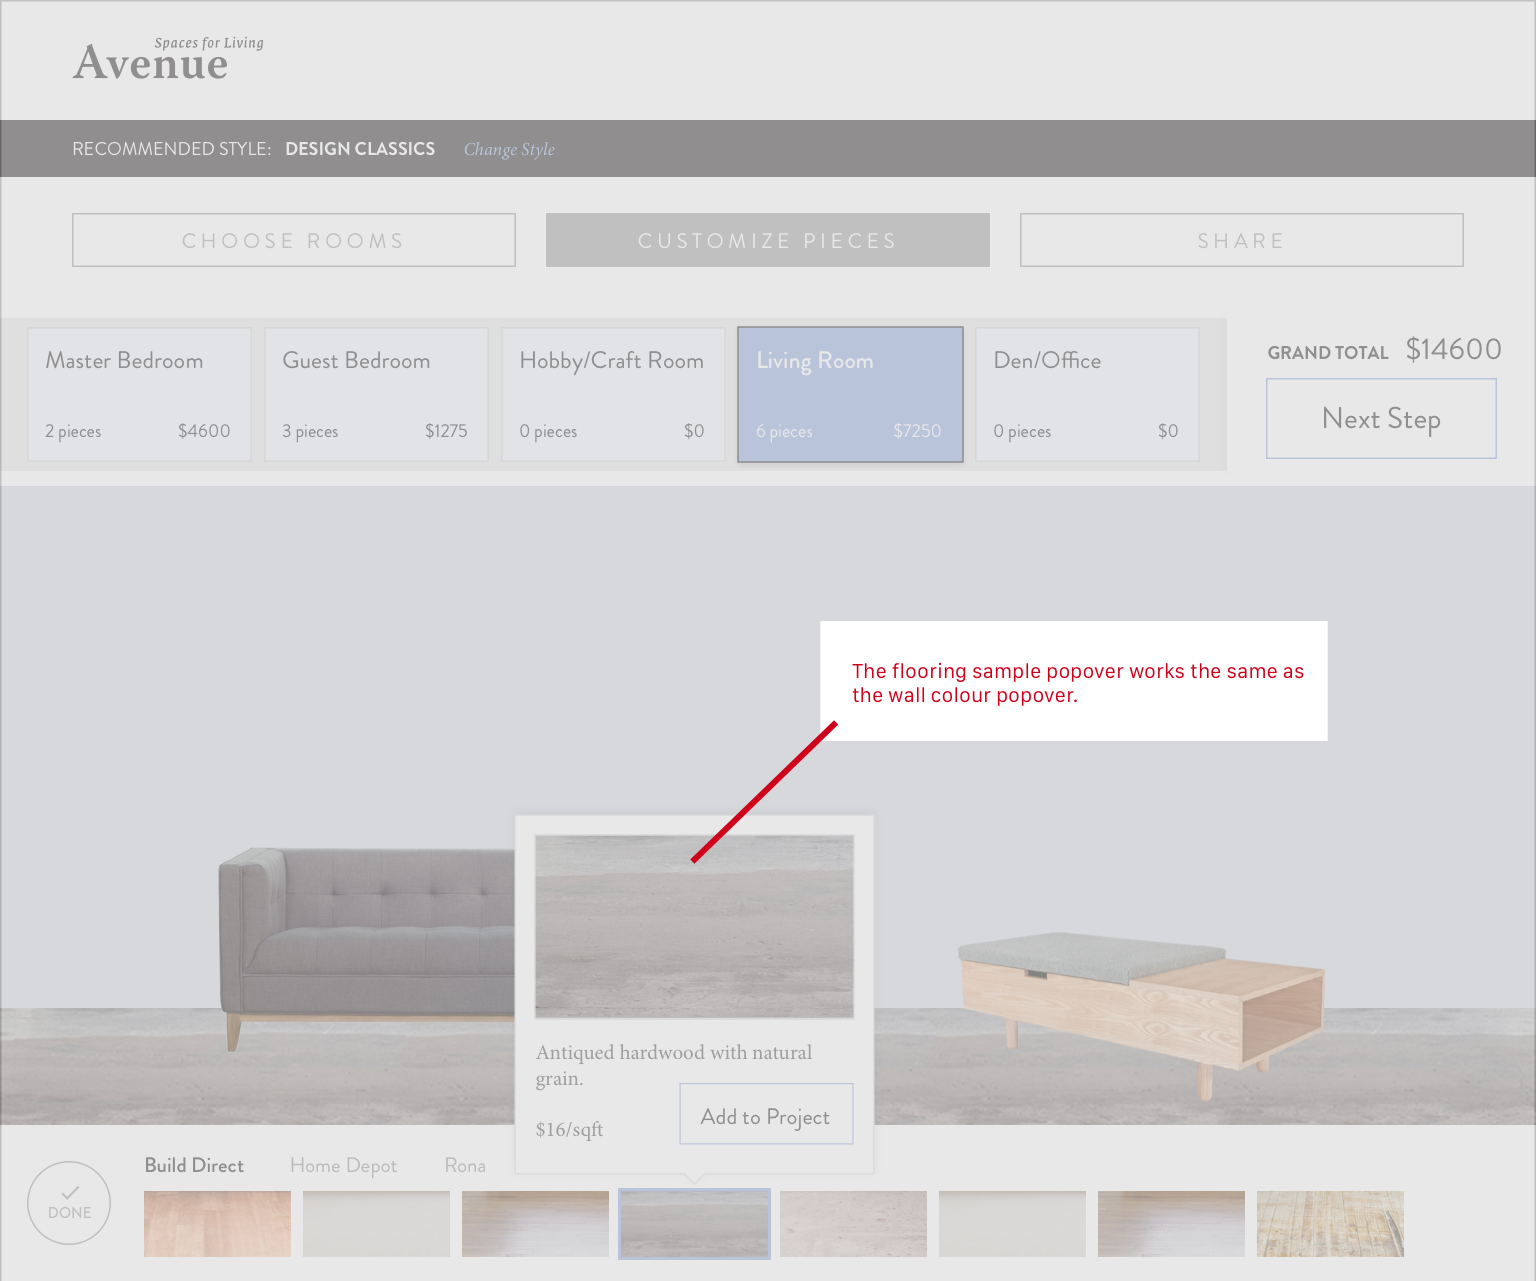 Spaces for Living
Avenue
RECOMMENDED STYLE: DESIGN CLASSICS Change Style
CHOOSE ROOMS
CUSTOMIZE PIECES
SHARE
Master Bedroom
2 pieces $4600
Guest Bedroom
3 pieces $1275
Hobby/Craft Room
0 pieces $0
Living Room
6 pieces $7250
Den/Office
0 pieces $0
GRAND TOTAL $14600
Next Step
The flooring sample popover works the same as
the wall colour popover.
Antiqued hardwood with natural
grain.
$16/sqft
Add to Project
Build Direct Home Depot Rona
DONE